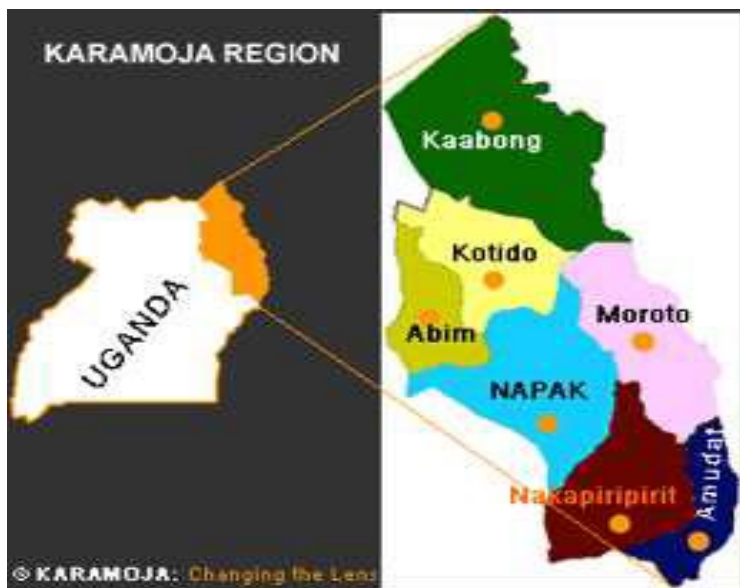 KARAMOJA REGION
UGANDA
Kaabong
Kotido
Abim
Moroto
NAPAK
Nakapiripirit
Amudat
© KARAMOJA: Changing the Lens